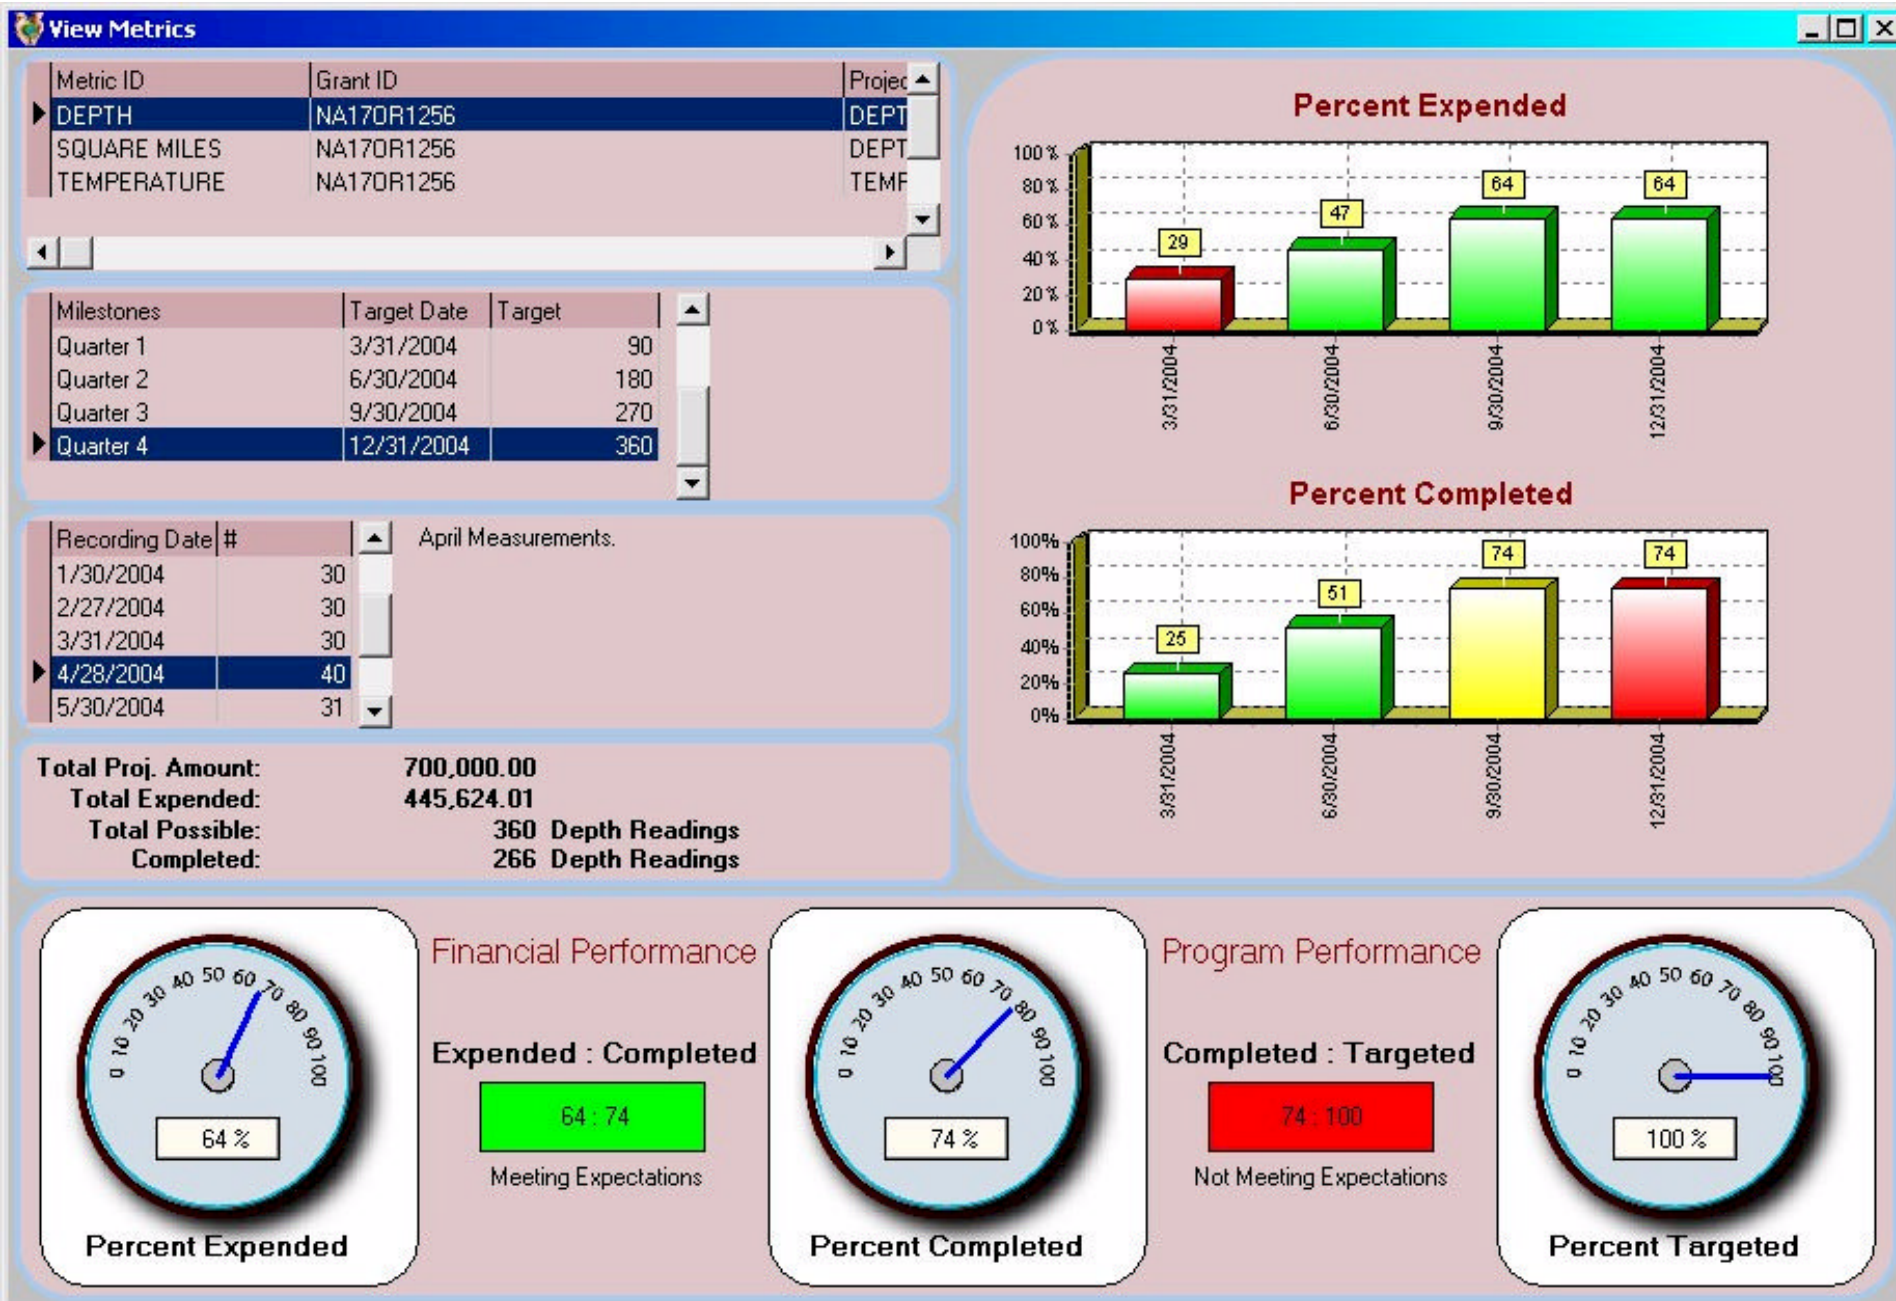 View Metrics
Metric ID Grant ID Projec
DEPTH NA17OR1256 DEPT
SQUARE MILES NA17OR1256 DEPT
TEMPERATURE NA17OR1256 TEMP
Milestones Target Date Target
Quarter 1 3/31/2004 90
Quarter 2 6/30/2004 180
Quarter 3 9/30/2004 270
Quarter 4 12/31/2004 360
Recording Date #
1/30/2004 30
2/27/2004 30
3/31/2004 30
4/28/2004 40
5/30/2004 31
April Measurements.
Total Proj. Amount: 700,000.00
Total Expended: 445,624.01
Total Possible: 360 Depth Readings
Completed: 266 Depth Readings
Percent Expended
100%
80%
60%
40%
20%
0%
29 47 64 64
3/31/2004 6/30/2004 9/30/2004 12/31/2004
Percent Completed
100%
80%
60%
40%
20%
0%
25 51 74 74
3/31/2004 6/30/2004 9/30/2004 12/31/2004
0 10 20 30 40 50 60 70 80 90 100
64 %
Percent Expended
Financial Performance
Expended : Completed
64 : 74
Meeting Expectations
0 10 20 30 40 50 60 70 80 90 100
74 %
Percent Completed
Program Performance
Completed : Targeted
74 : 100
Not Meeting Expectations
0 10 20 30 40 50 60 70 80 90 100
100 %
Percent Targeted